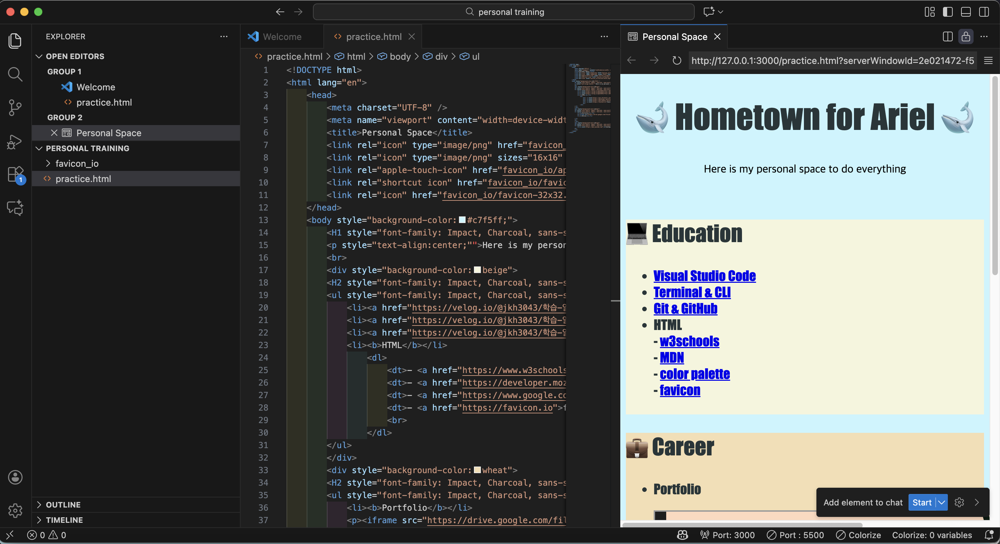 personal training
EXPLORER
OPEN EDITORS
GROUP 1
Welcome
practice.html
GROUP 2
Personal Space
PERSONAL TRAINING
favicon_io
practice.html
1
OUTLINE
TIMELINE
Welcome
practice.html
practice.html > html > body > div > ul
1 <!DOCTYPE html>
2 <html lang="en">
3 <head>
4 <meta charset="UTF-8" />
5 <meta name="viewport" content="width=device-widt
6 <title>Personal Space</title>
7 <link rel="icon" type="image/png" href="favicon_
8 <link rel="icon" type="image/png" sizes="16x16"
9 <link rel="apple-touch-icon" href="favicon_io/ap
10 <link rel="shortcut icon" href="favicon_io/favic
11 <link rel="icon" href="favicon_io/favicon-32x32.
12 </head>
13 <body style="background-color:#c7f5ff;">
14 <H1 style="font-family: Impact, Charcoal, sans-s
15 <p style="text-align:center;"">Here is my person
16 <br>
17 <div style="background-color:beige">
18 <H2 style="font-family: Impact, Charcoal, sans-s
19 <ul style="font-family: Impact, Charcoal, sans-s
20 <li><a href="https://velog.io/@jkh3043/학습-일
21 <li><a href="https://velog.io/@jkh3043/학습-일
22 <li><a href="https://velog.io/@jkh3043/학습-일
23 <li><b>HTML</b></li>
24 <dl>
25 <dt>- <a href="https://www.w3schools
26 <dt>- <a href="https://developer.moz
27 <dt>- <a href="https://www.google.co
28 <dt>- <a href="https://favicon.io">f
29 <br>
30 </dl>
31 </ul>
32 </div>
33 <div style="background-color:wheat">
34 <H2 style="font-family: Impact, Charcoal, sans-s
35 <ul style="font-family: Impact, Charcoal, sans-s
36 <li><b>Portfolio</b></li>
37 <p><iframe src="https://drive.google.com/fil
Personal Space
http://127.0.0.1:3000/practice.html?serverWindowId=2e021472-f5
🐋 Hometown for Ariel 🐋
Here is my personal space to do everything
💻 Education
• Visual Studio Code
• Terminal & CLI
• Git & GitHub
• HTML
- w3schools
- MDN
- color palette
- favicon
💼 Career
• Portfolio
Add element to chat Start
0 0
Port: 3000 Port : 5500 Colorize Colorize: 0 variables